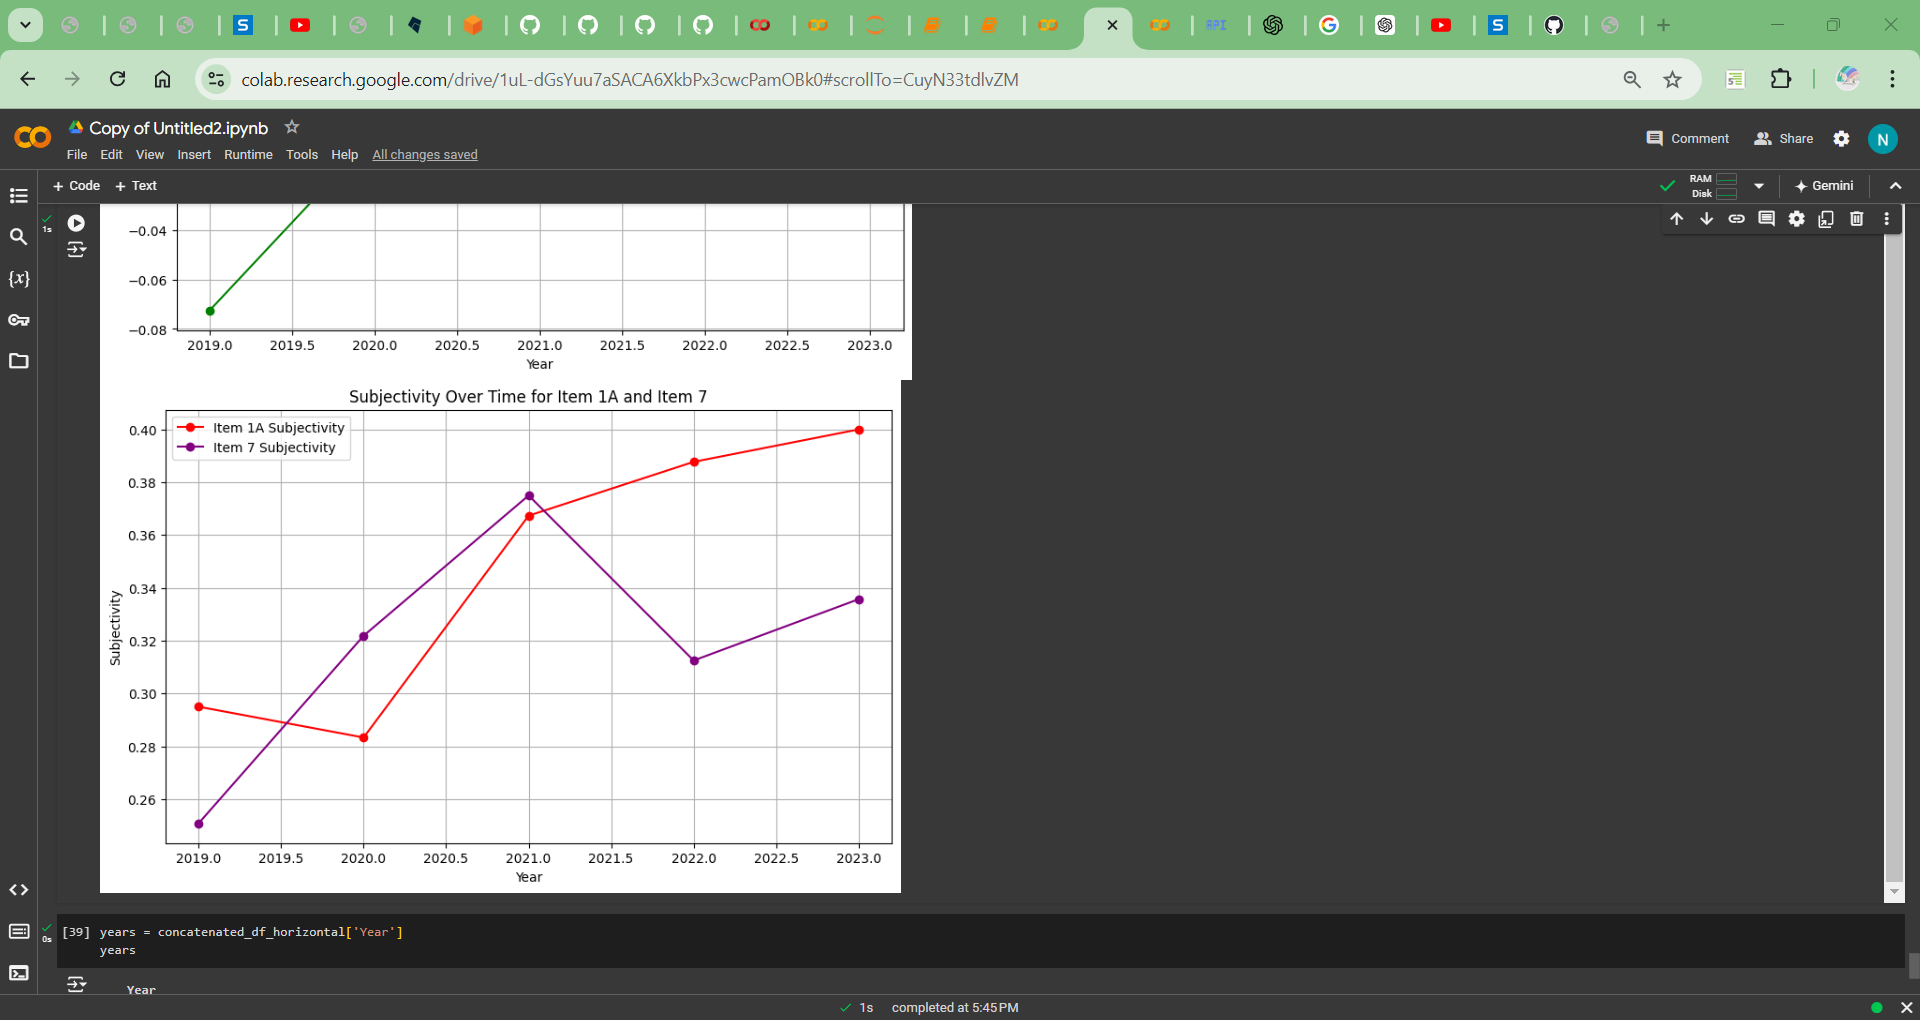 colab.research.google.com/drive/1uL-dGsYuu7aSACA6XkbPx3cwcPamOBk0#scrollTo=CuyN33tdlvZM
Copy of Untitled2.ipynb
File Edit View Insert Runtime Tools Help All changes saved
Comment Share N
+ Code + Text
RAM
Disk
Gemini
1s
−0.04
−0.06
−0.08
2019.0 2019.5 2020.0 2020.5 2021.0 2021.5 2022.0 2022.5 2023.0
Year
Subjectivity Over Time for Item 1A and Item 7
Item 1A Subjectivity
Item 7 Subjectivity
0.40
0.38
0.36
0.34
0.32
0.30
0.28
0.26
Subjectivity
2019.0 2019.5 2020.0 2020.5 2021.0 2021.5 2022.0 2022.5 2023.0
Year
0s
[39] years = concatenated_df_horizontal['Year']
years
Year
1s completed at 5:45 PM